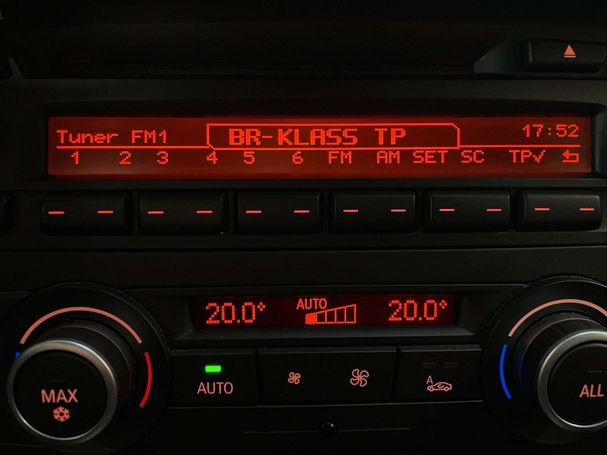 Tuner FM1 BR-KLASS TP 17:52
1 2 3 4 5 6 FM AM SET SC TP√
20.0° AUTO 20.0°
AUTO A
MAX ALL